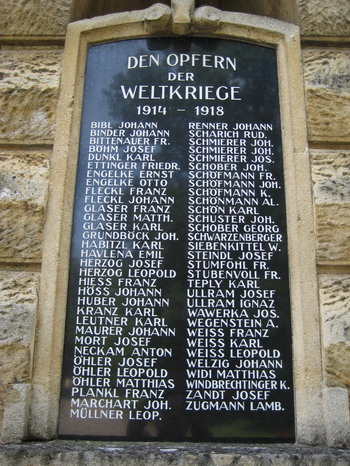 DEN OPFERN
DER
WELTKRIEGE
1914 - 1918
BIBL JOHANN
BINDER JOHANN
BITTENAUER FR.
BÖHM JOSEF
DUNKL KARL
ETTINGER FRIEDR.
ENGELKE ERNST
ENGELKE OTTO
FLECKL FRANZ
FLECKL JOHANN
GLASER FRANZ
GLASER MATTH.
GLASER KARL
GRUNDBÖCK JOH.
HABITZL KARL
HAVLENA EMIL
HERZOG JOSEF
HERZOG LEOPOLD
HIESS FRANZ
HÖSS JOHANN
HUBER JOHANN
KRANZ KARL
LEUTNER KARL
MAURER JOHANN
MORT JOSEF
NECKAM ANTON
ÖHLER JOSEF
ÖHLER LEOPOLD
ÖHLER MATTHIAS
PLANKL FRANZ
MARCHART JOH.
MÜLLNER LEOP.
RENNER JOHANN
SCHARICH RUD.
SCHMIERER JOH.
SCHMIERER JOH.
SCHMIERER JOS.
SCHOBER JOH.
SCHÖFMANN FR.
SCHÖFMANN JOH.
SCHÖFMANN K.
SCHÖNMANN AL.
SCHÖN KARL
SCHUSTER JOH.
SCHOBER GEORG
SCHWARZENBERGER
SIEBENKITTEL W.
STEINDL JOSEF
STUMFOHL FR.
STUBENVOLL FR.
TEPLY KARL
ULLRAM JOSEF
ULLRAM IGNAZ
WAWERKA JOS.
WEGENSTEIN A.
WEISS FRANZ
WEISS KARL
WEISS LEOPOLD
WELZIG JOHANN
WIDI MATTHIAS
WINDBRECHTINGER K.
ZANDT JOSEF
ZUGMANN LAMB.